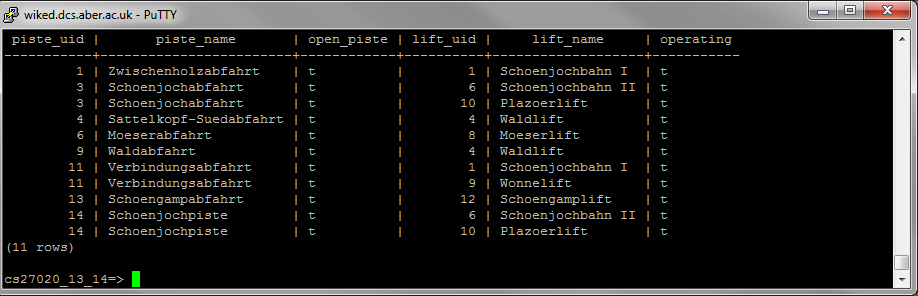 wiked.dcs.aber.ac.uk - PuTTY
 piste_uid |      piste_name       | open_piste | lift_uid |    lift_name     | operating
-----------+-----------------------+------------+----------+------------------+-----------
         1 | Zwischenholzabfahrt   | t          |        1 | Schoenjochbahn I | t
         3 | Schoenjochabfahrt     | t          |        6 | Schoenjochbahn II | t
         3 | Schoenjochabfahrt     | t          |       10 | Plazoerlift      | t
         4 | Sattelkopf-Suedabfahrt | t          |        4 | Waldlift         | t
         6 | Moeserabfahrt         | t          |        8 | Moeserlift       | t
         9 | Waldabfahrt           | t          |        4 | Waldlift         | t
        11 | Verbindungsabfahrt    | t          |        1 | Schoenjochbahn I | t
        11 | Verbindungsabfahrt    | t          |        9 | Wonnelift        | t
        13 | Schoengampabfahrt     | t          |       12 | Schoengamplift   | t
        14 | Schoenjochpiste       | t          |        6 | Schoenjochbahn II | t
        14 | Schoenjochpiste       | t          |       10 | Plazoerlift      | t
(11 rows)
cs27020_13_14=>